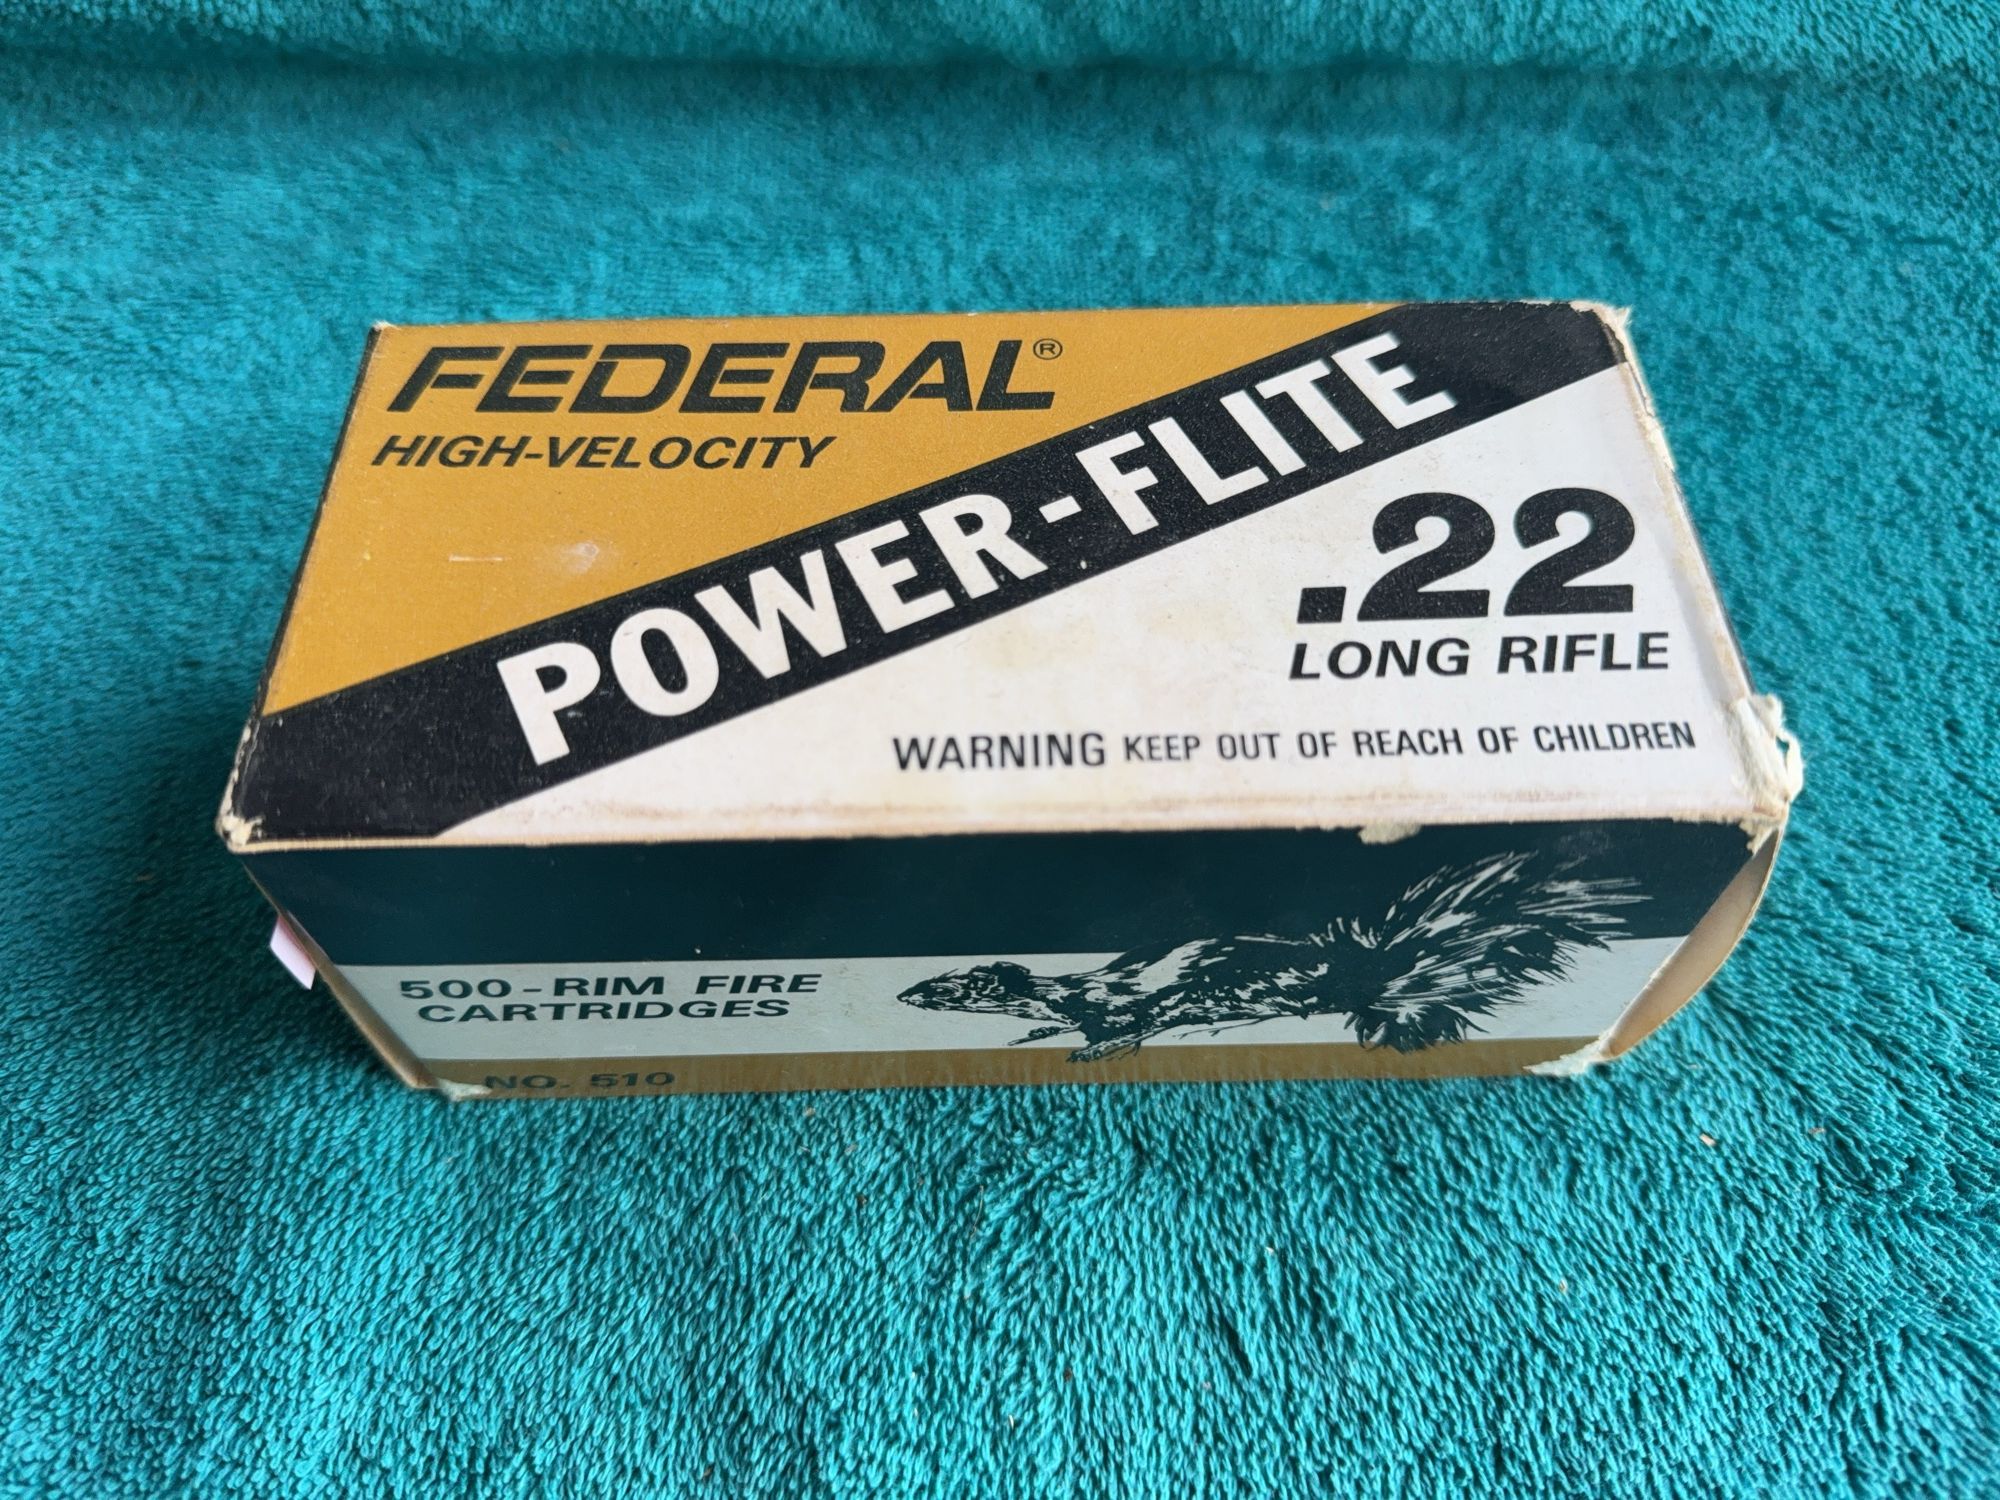 FEDERAL®
HIGH-VELOCITY
POWER-FLITE
.22
LONG RIFLE
WARNING KEEP OUT OF REACH OF CHILDREN
500-RIM FIRE
CARTRIDGES
NO. 510